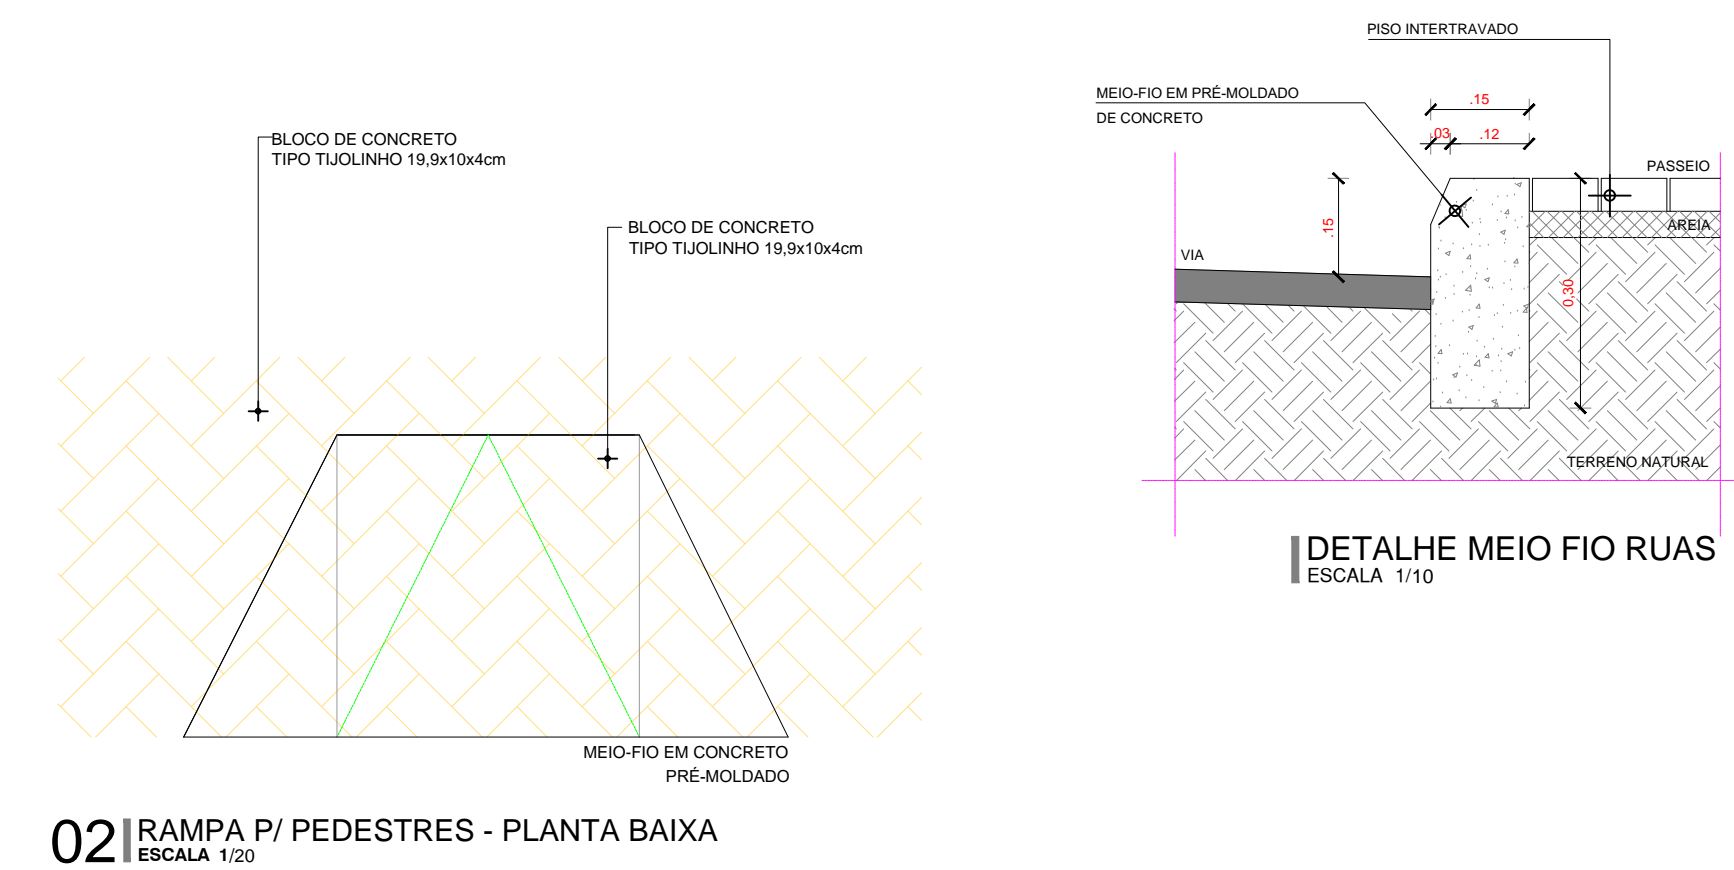 BLOCO DE CONCRETO
TIPO TIJOLINHO 19,9x10x4cm
BLOCO DE CONCRETO
TIPO TIJOLINHO 19,9x10x4cm
MEIO-FIO EM CONCRETO
PRÉ-MOLDADO
02
RAMPA P/ PEDESTRES - PLANTA BAIXA
ESCALA 1/20
PISO INTERTRAVADO
MEIO-FIO EM PRÉ-MOLDADO
DE CONCRETO
.15
.03
.12
PASSEIO
AREIA
.15
VIA
0,30
TERRENO NATURAL
DETALHE MEIO FIO RUAS
ESCALA 1/10